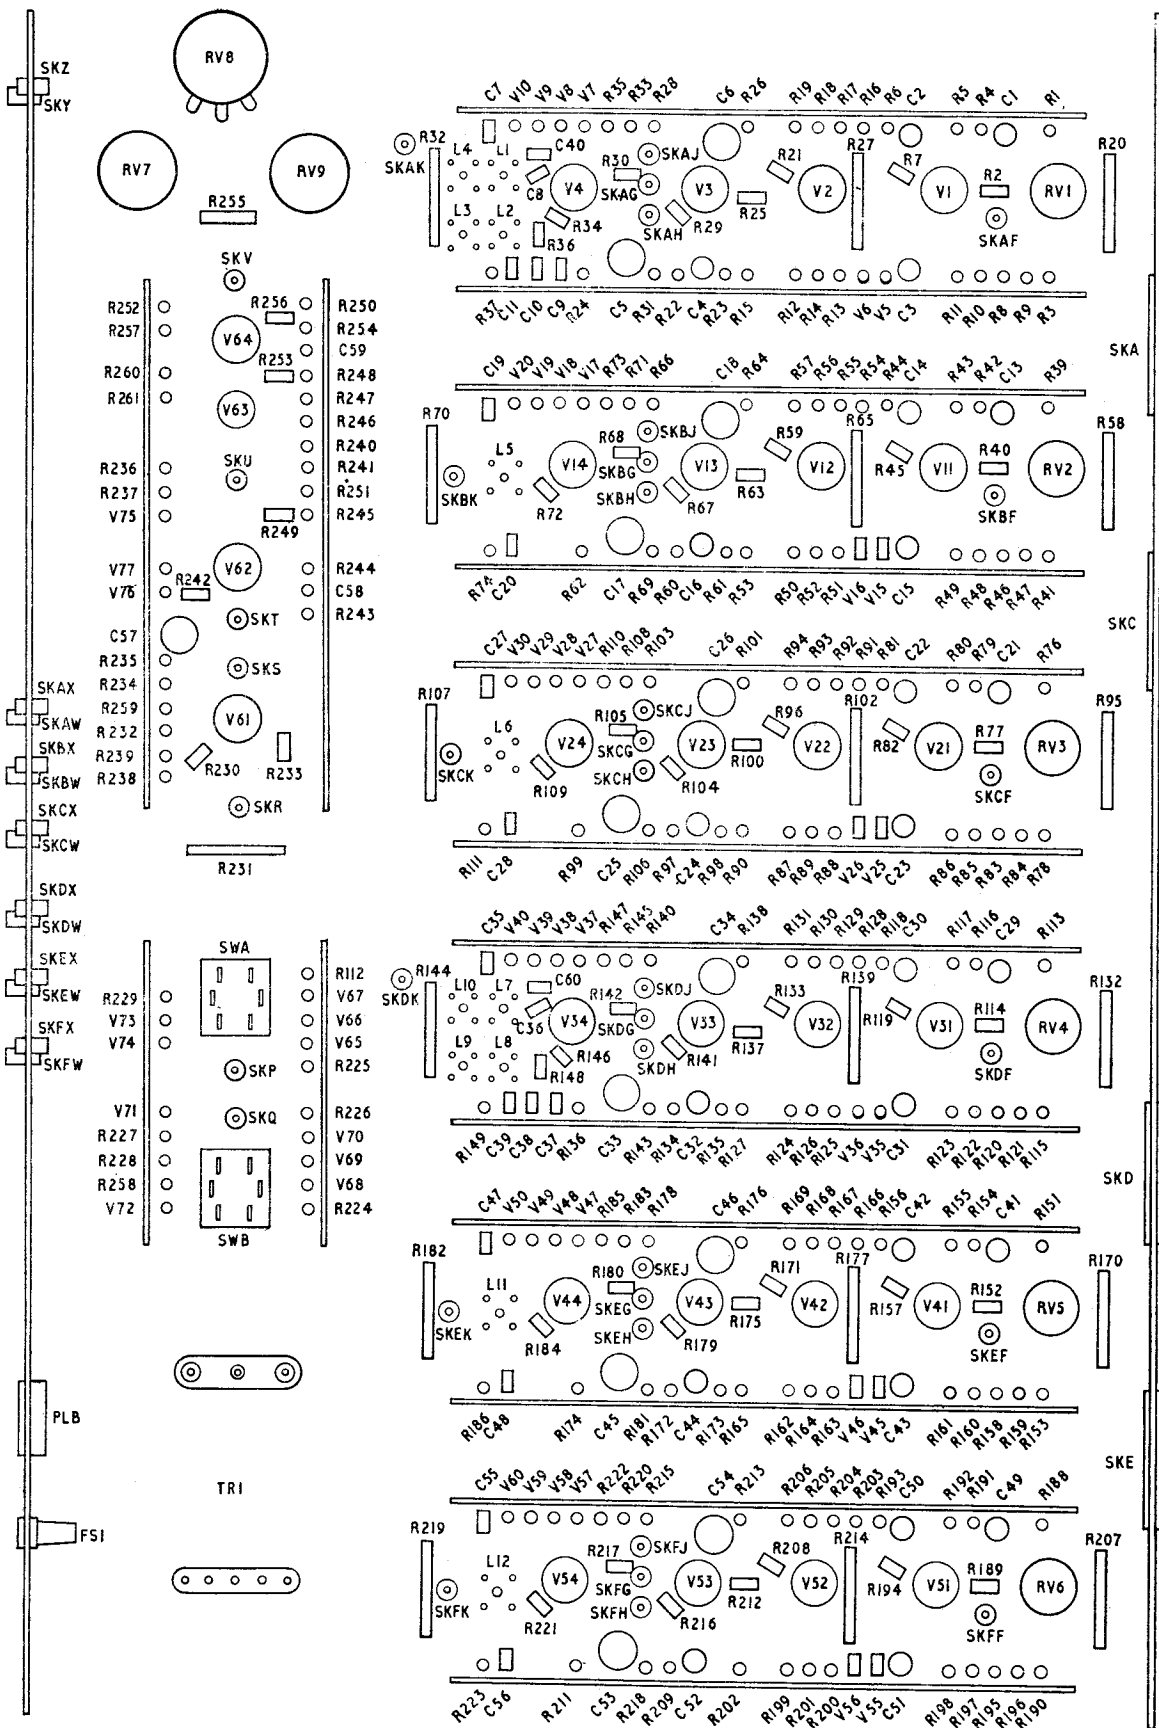 SKZ
SKY
RV8
RV7
RV9
R255
SKV
R252
R257
R260
R261
R236
R237
V75
V77
V76
R242
C57
R235
R234
R259
R232
R239
R238
R256
V64
R253
V63
SKU
R249
V62
SKT
SKS
V61
R230
R233
SKR
R231
R250
R254
C59
R248
R247
R246
R240
R241
R251
R245
R244
C58
R243
SKAX
SKAW
SKBX
SKBW
SKCX
SKCW
SKDX
SKDW
SKEX
SKEW
SKFX
SKFW
SWA
R229
V73
V74
V71
R227
R228
R258
V72
SKP
SKQ
SWB
R112
V67
V66
V65
R225
R226
V70
V69
V68
R224
PLB
TR1
FS1
C7 V10 V9 V8 V7 R35 R33 R28 C6 R26 R19 R18 R17 R16 R6 C2 R5 R4 C1 R1
R32 L4 L1 C40 SKAJ R21 R27 R7 R2 R20
SKAK C8 V4 R30 SKAG V3 R25 V2 V1 RV1
L3 L2 R34 R36 SKAH R29 SKAF
R37 C11 C10 C9 R24 C5 R31 R22 C4 R23 R15 R12 R14 R13 V6 V5 C3 R11 R10 R8 R9 R3
SKA
C19 V20 V19 V18 V17 R73 R71 R66 C18 R64 R57 R56 R55 R54 R44 C14 R43 R42 C13 R39
R70 L5 R68 SKBJ R59 R65 R40 R58
SKBK V14 SKBG V13 V12 R45 V11 RV2
R72 SKBH R67 R63 SKBF
R74 C20 R62 C17 R69 R60 C16 R61 R53 R50 R52 R51 V16 V15 C15 R49 R48 R46 R47 R41
SKC
C27 V30 V29 V28 V27 R110 R108 R103 C26 R101 R94 R93 R92 R91 R81 C22 R80 R79 C21 R76
R107 L6 R105 SKCJ R96 R102 R77 R95
SKCK V24 SKCG V23 V22 R82 V21 RV3
R109 SKCH R104 R100 SKCF
R111 C28 R99 C25 R106 R97 C24 R98 R90 R87 R89 R88 V26 V25 C23 R86 R85 R83 R84 R78
C35 V40 V39 V38 V37 R147 R145 R140 C34 R138 R131 R130 R129 R128 R118 C30 R117 R116 C29 R113
R144 L10 L7 C60 R142 SKDJ R133 R139 R114 R132
SKDK C36 V34 SKDG V33 V32 R119 V31 RV4
L9 L8 R146 R148 SKDH R141 R137 SKDF
R149 C39 C38 C37 R136 C33 R143 R134 C32 R135 R127 R124 R126 R125 V36 V35 C31 R123 R122 R120 R121 R115
SKD
C47 V50 V49 V48 V47 R185 R183 R178 C46 R176 R169 R168 R167 R166 R156 C42 R155 R154 C41 R151
R182 L11 R180 SKEJ R171 R177 R152 R170
SKEK V44 SKEG V43 V42 R157 V41 RV5
R184 SKEH R179 R175 SKEF
R186 C48 R174 C45 R181 R172 C44 R173 R165 R162 R164 R163 V46 V45 C43 R161 R160 R158 R159 R153
SKE
C55 V60 V59 V58 V57 R222 R220 R215 C54 R213 R206 R205 R204 R203 R193 C50 R192 R191 C49 R188
R219 L12 R217 SKFJ R208 R214 R189 R207
SKFK V54 SKFG V53 V52 R194 V51 RV6
R221 SKFH R216 R212 SKFF
R223 C56 R211 C53 R218 R209 C52 R202 R199 R201 R200 V56 V55 C51 R198 R197 R195 R196 R190